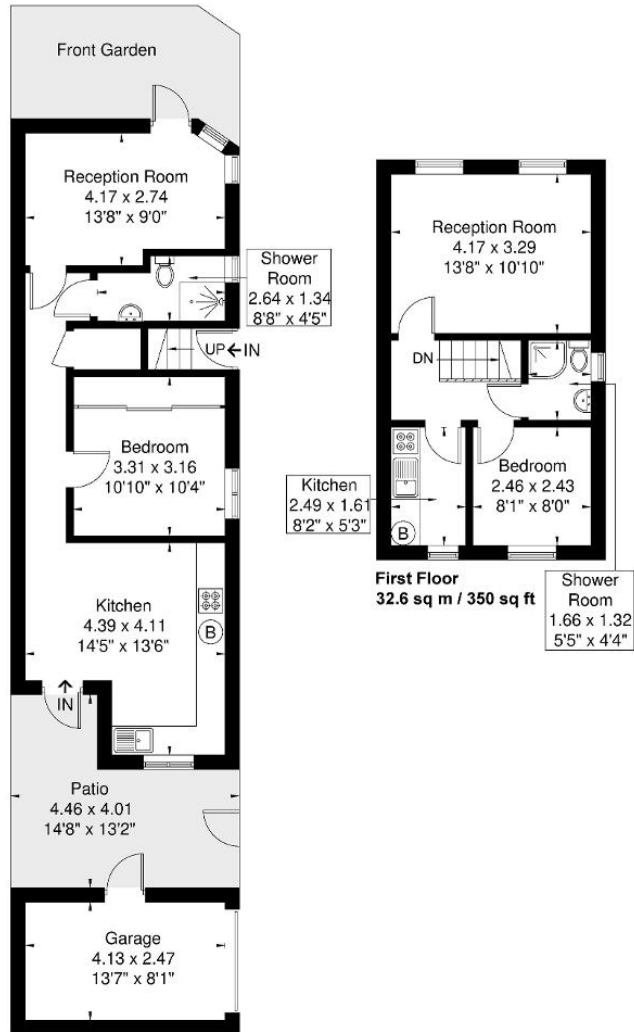 Front Garden
Reception Room
4.17 x 2.74
13'8" x 9'0"
Shower
Room
2.64 x 1.34
8'8" x 4'5"
UP ←IN
Bedroom
3.31 x 3.16
10'10" x 10'4"
Kitchen
4.39 x 4.11
14'5" x 13'6"
B
↑
IN
Patio
4.46 x 4.01
14'8" x 13'2"
Garage
4.13 x 2.47
13'7" x 8'1"
Reception Room
4.17 x 3.29
13'8" x 10'10"
DN
Kitchen
2.49 x 1.61
8'2" x 5'3"
B
Bedroom
2.46 x 2.43
8'1" x 8'0"
First Floor
32.6 sq m / 350 sq ft
Shower
Room
1.66 x 1.32
5'5" x 4'4"